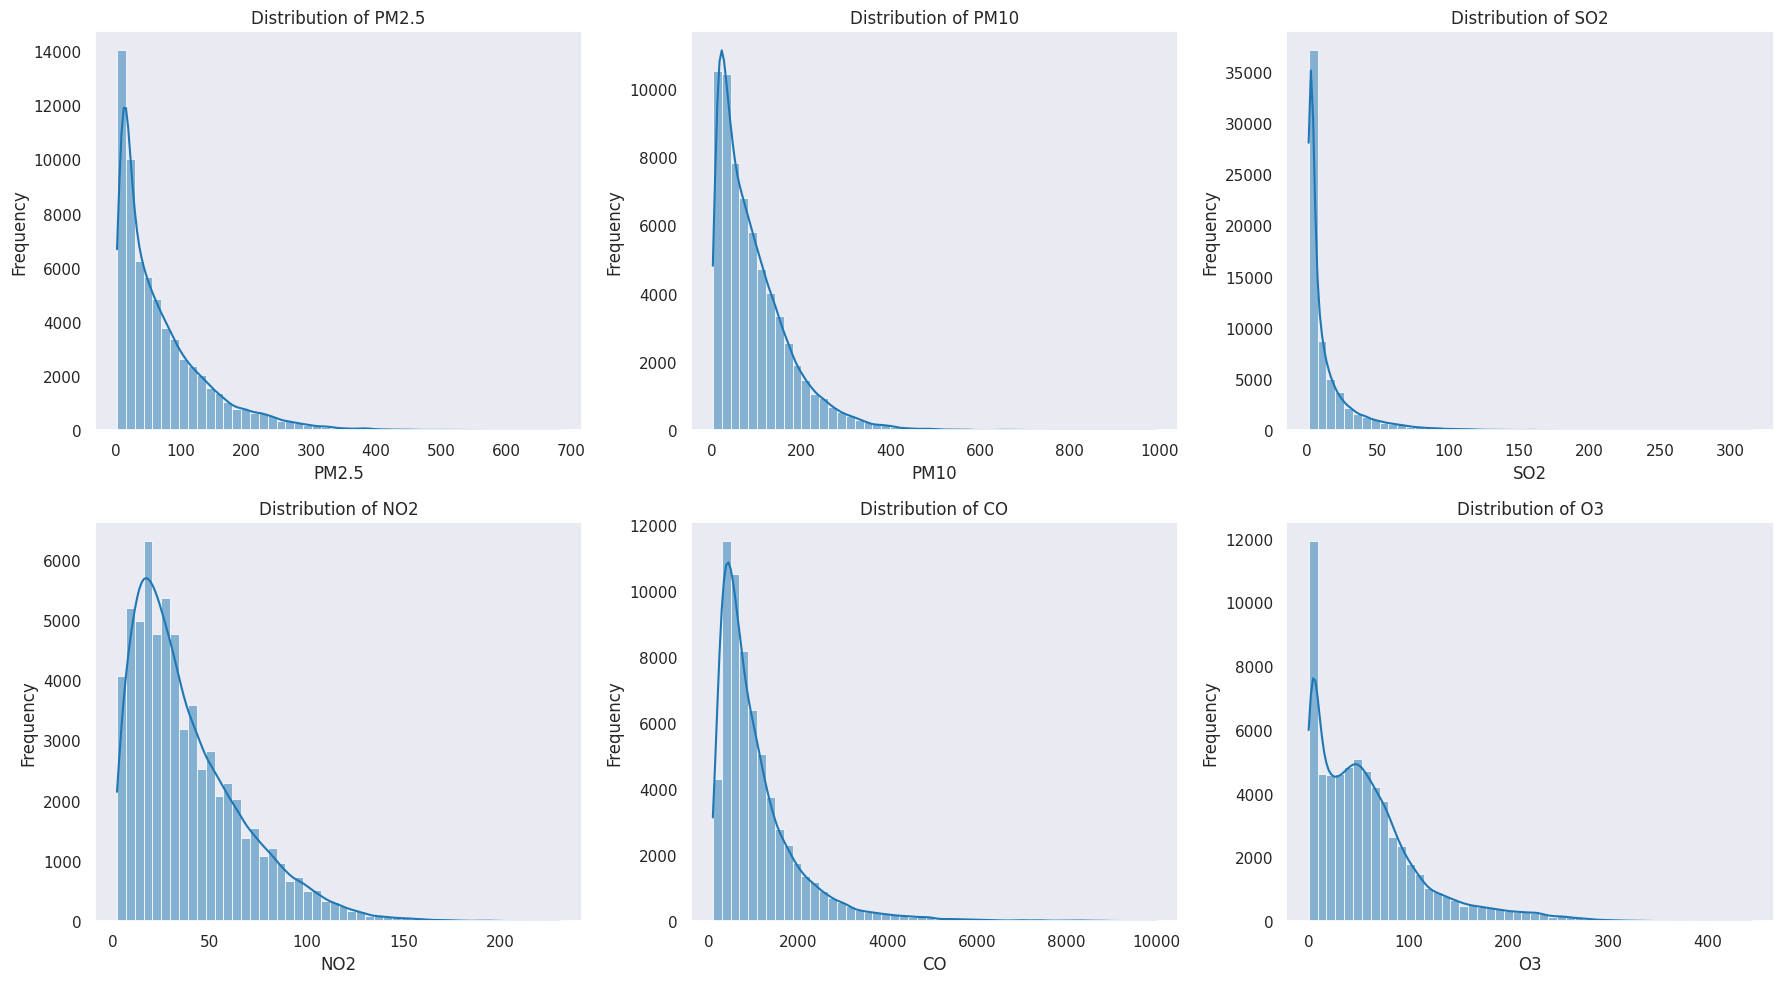 Distribution of PM2.5
14000
12000
10000
8000
6000
4000
2000
0
Frequency
0 100 200 300 400 500 600 700
PM2.5
Distribution of PM10
10000
8000
6000
4000
2000
0
Frequency
0 200 400 600 800 1000
PM10
Distribution of SO2
35000
30000
25000
20000
15000
10000
5000
0
Frequency
0 50 100 150 200 250 300
SO2
Distribution of NO2
6000
5000
4000
3000
2000
1000
0
Frequency
0 50 100 150 200
NO2
Distribution of CO
12000
10000
8000
6000
4000
2000
0
Frequency
0 2000 4000 6000 8000 10000
CO
Distribution of O3
12000
10000
8000
6000
4000
2000
0
Frequency
0 100 200 300 400
O3